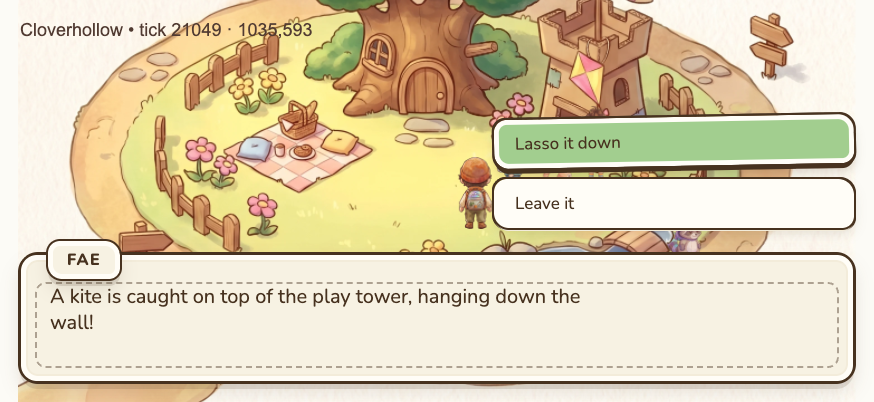 Cloverhollow • tick 21049 · 1035,593
Lasso it down
Leave it
FAE
A kite is caught on top of the play tower, hanging down the
wall!